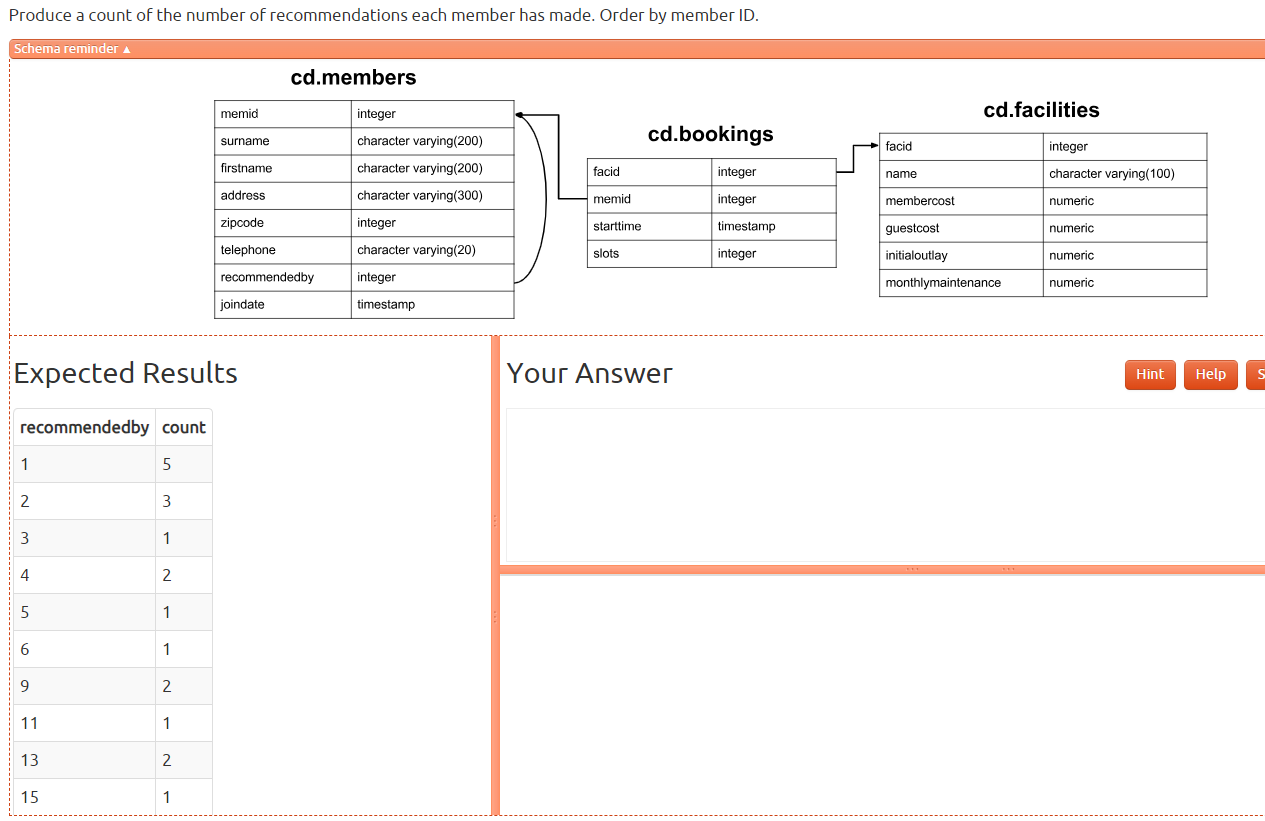 Produce a count of the number of recommendations each member has made. Order by member ID.
Schema reminder ▲
cd.members
memid integer
surname character varying(200)
firstname character varying(200)
address character varying(300)
zipcode integer
telephone character varying(20)
recommendedby integer
joindate timestamp
cd.bookings
facid integer
memid integer
starttime timestamp
slots integer
cd.facilities
facid integer
name character varying(100)
membercost numeric
guestcost numeric
initialoutlay numeric
monthlymaintenance numeric
Expected Results
recommendedby count
1 5
2 3
3 1
4 2
5 1
6 1
9 2
11 1
13 2
15 1
Your Answer
Hint Help S